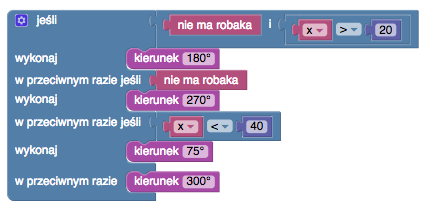 jeśli nie ma robaka i x > 20
wykonaj kierunek 180°
w przeciwnym razie jeśli nie ma robaka
wykonaj kierunek 270°
w przeciwnym razie jeśli x < 40
wykonaj kierunek 75°
w przeciwnym razie kierunek 300°